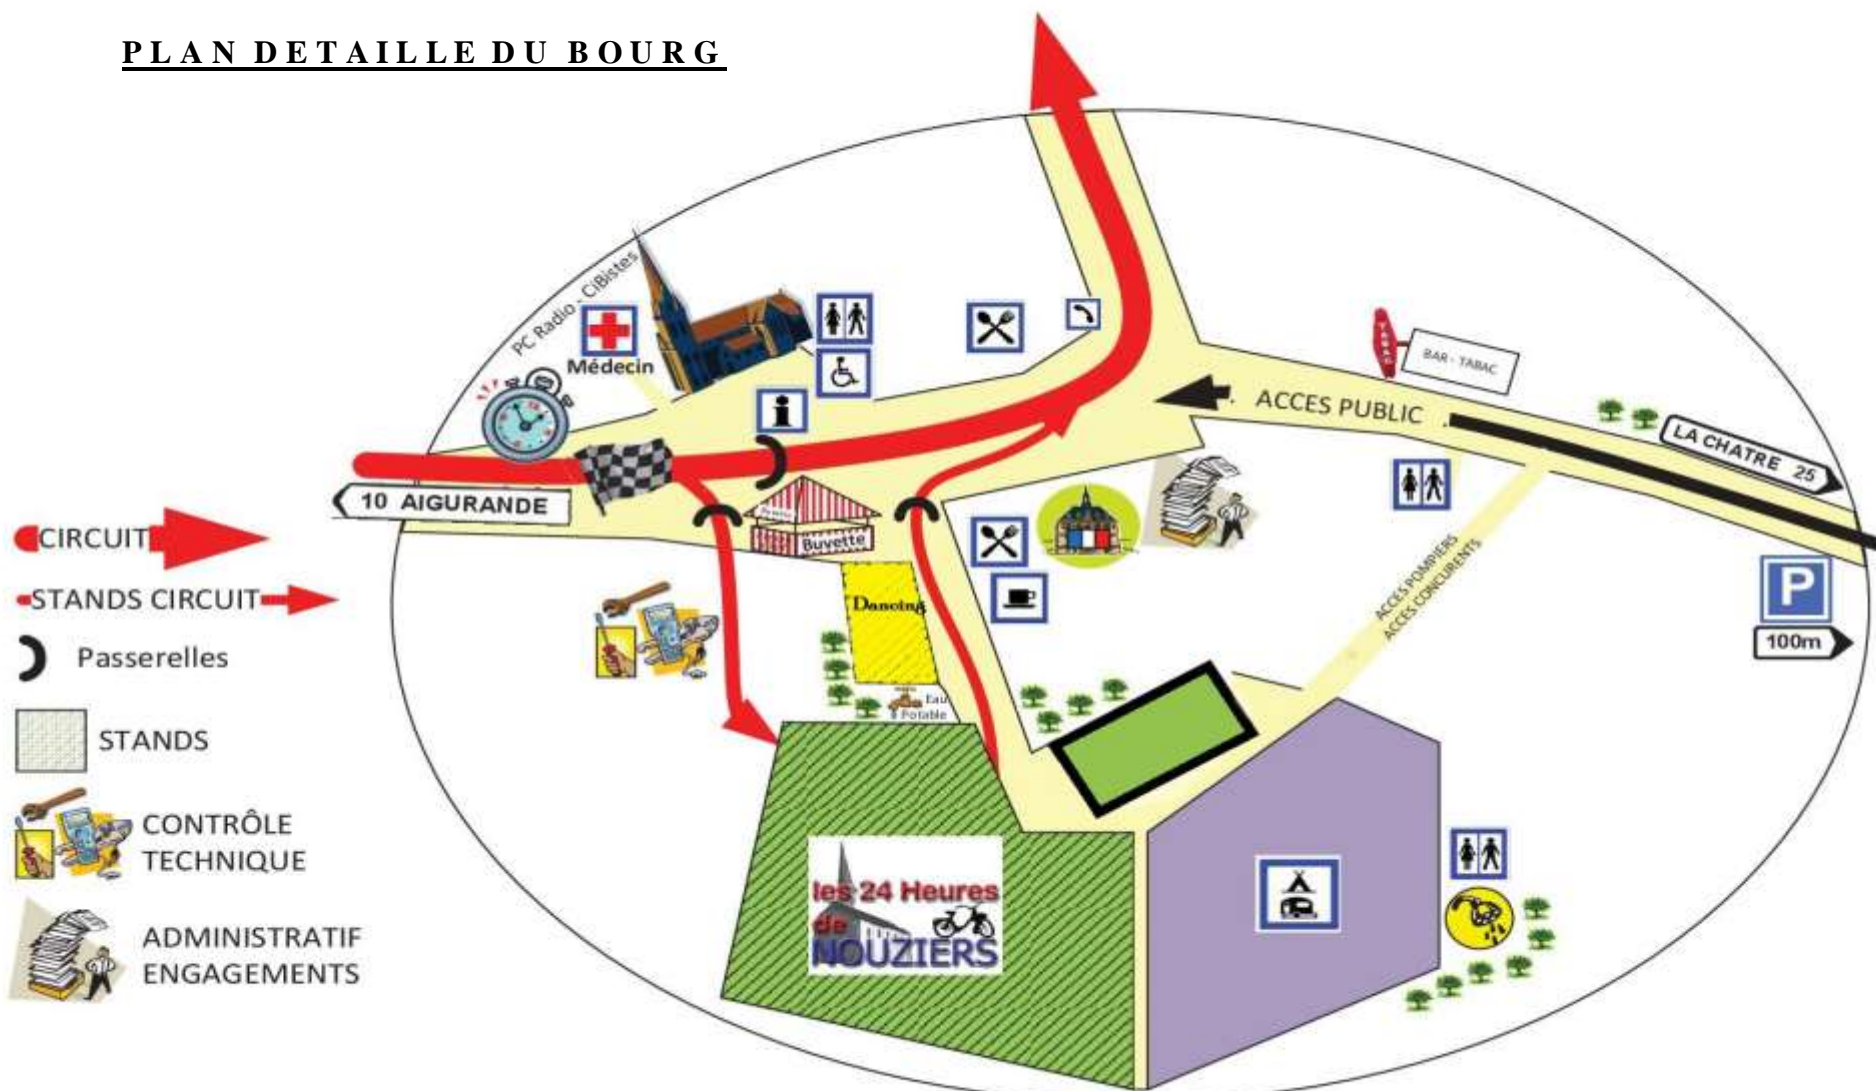 PLAN DETAILLE DU BOURG
PC Radio - CiBistes
Médecin
TABAC
BAR - TABAC
ACCES PUBLIC
LA CHATRE 25
10 AIGURANDE
Buvette
CIRCUIT
STANDS CIRCUIT
Passerelles
STANDS
CONTRÔLE
TECHNIQUE
ADMINISTRATIF
ENGAGEMENTS
Dancing
Eau
Potable
ACCES POMPIERS
ACCES CONCURENTS
P
100m
les 24 Heures
de
NOUZIERS